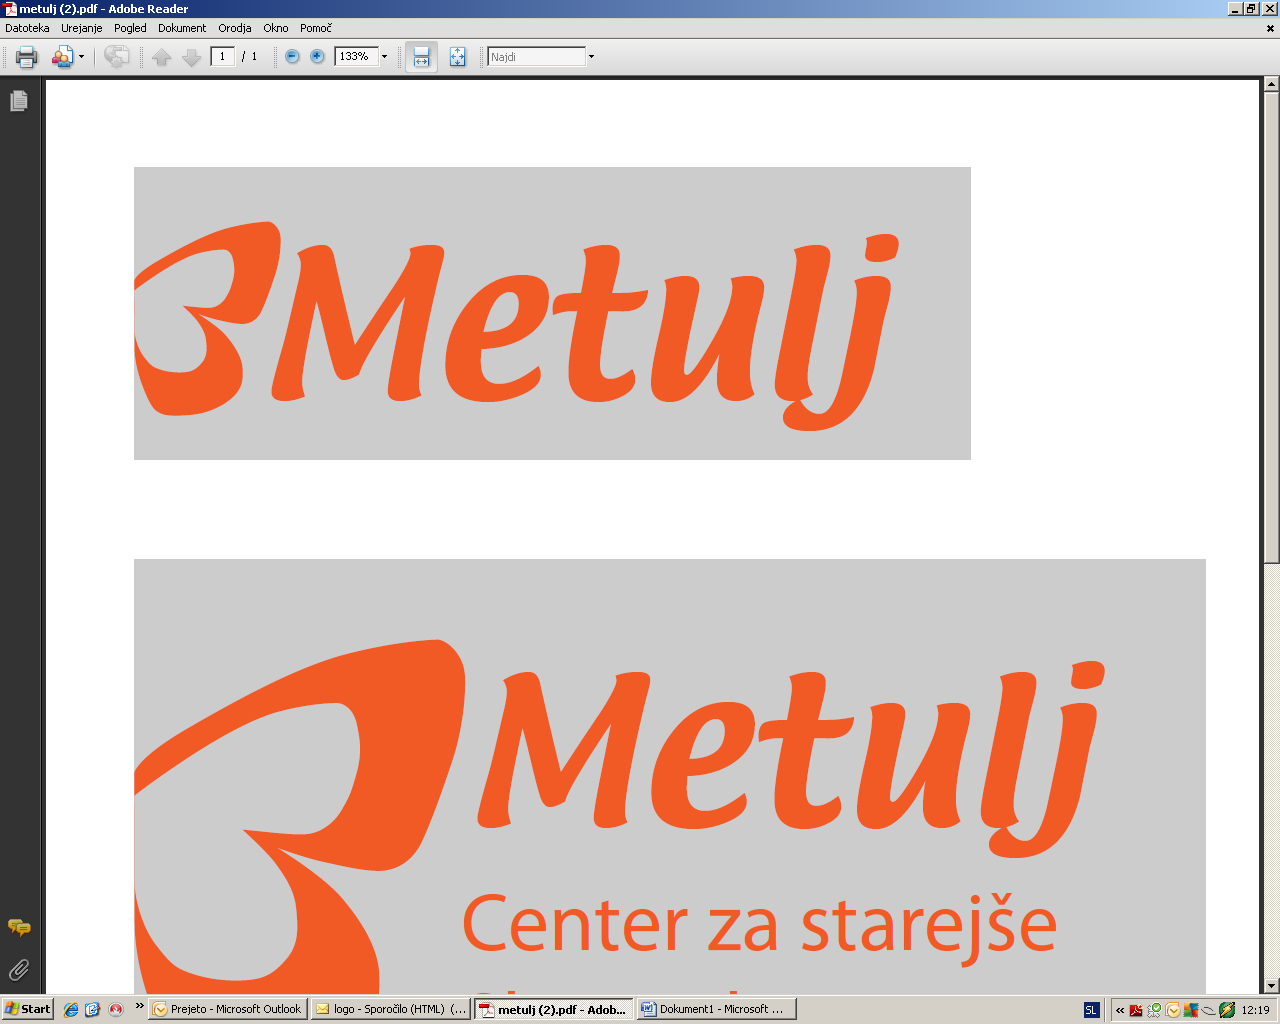 metulj (2).pdf - Adobe Reader
Datoteka Urejanje Pogled Dokument Orodja Okno Pomoč
1 / 1 133% Najdi
Metulj
Metulj
Center za starejše
Start » Prejeto - Microsoft Outlook logo - Sporočilo (HTML) (... metulj (2).pdf - Adob... Dokument1 - Microsoft ... SL « 12:19